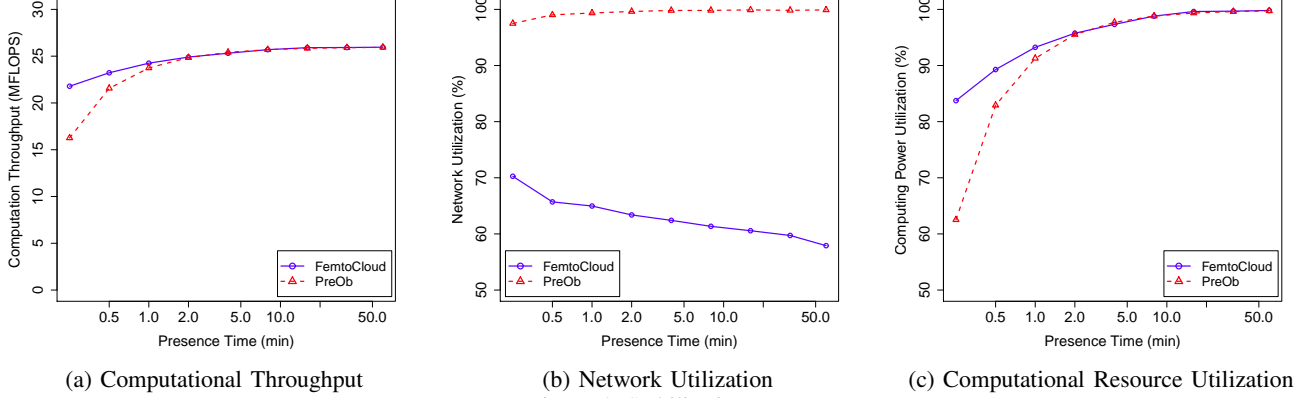 30
25
20
15
10
5
0
Computation Throughput (MFLOPS)
FemtoCloud
PreOb
0.5 1.0 2.0 5.0 10.0 50.0
Presence Time (min)
(a) Computational Throughput
100
90
80
70
60
50
Network Utilization (%)
FemtoCloud
PreOb
0.5 1.0 2.0 5.0 10.0 50.0
Presence Time (min)
(b) Network Utilization
100
90
80
70
60
50
Computing Power Utilization (%)
FemtoCloud
PreOb
0.5 1.0 2.0 5.0 10.0 50.0
Presence Time (min)
(c) Computational Resource Utilization